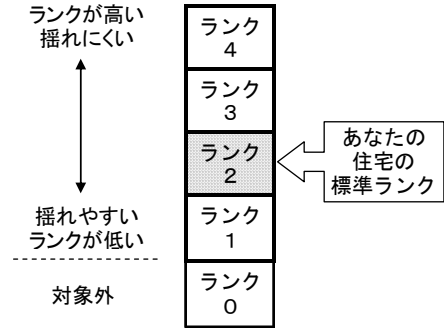 ランクが高い
揺れにくい
揺れやすい
ランクが低い
対象外
ランク
4
ランク
3
ランク
2
ランク
1
ランク
0
あなたの
住宅の
標準ランク